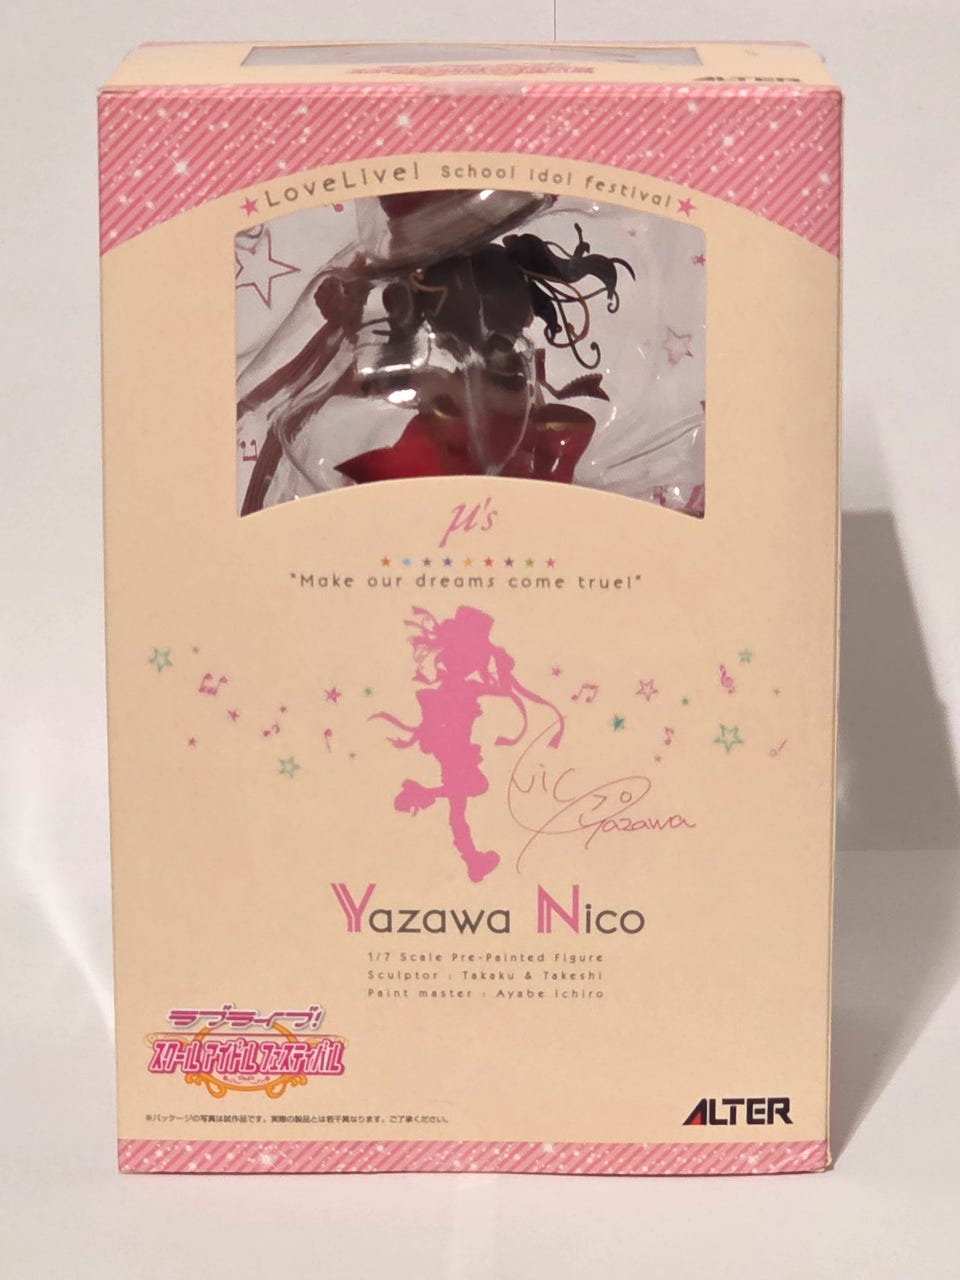 ALTER
LoveLive! School idol festival
μ's
"Make our dreams come true!"
Nico
Yazawa
Yazawa Nico
1/7 Scale Pre-Painted Figure
Sculptor : Takaku & Takeshi
Paint master : Ayabe Ichiro
ラブライブ!
スクールアイドルフェスティバル
※パッケージの写真は試作品です。実際の製品とは若干異なります。ご了承ください。
ALTER